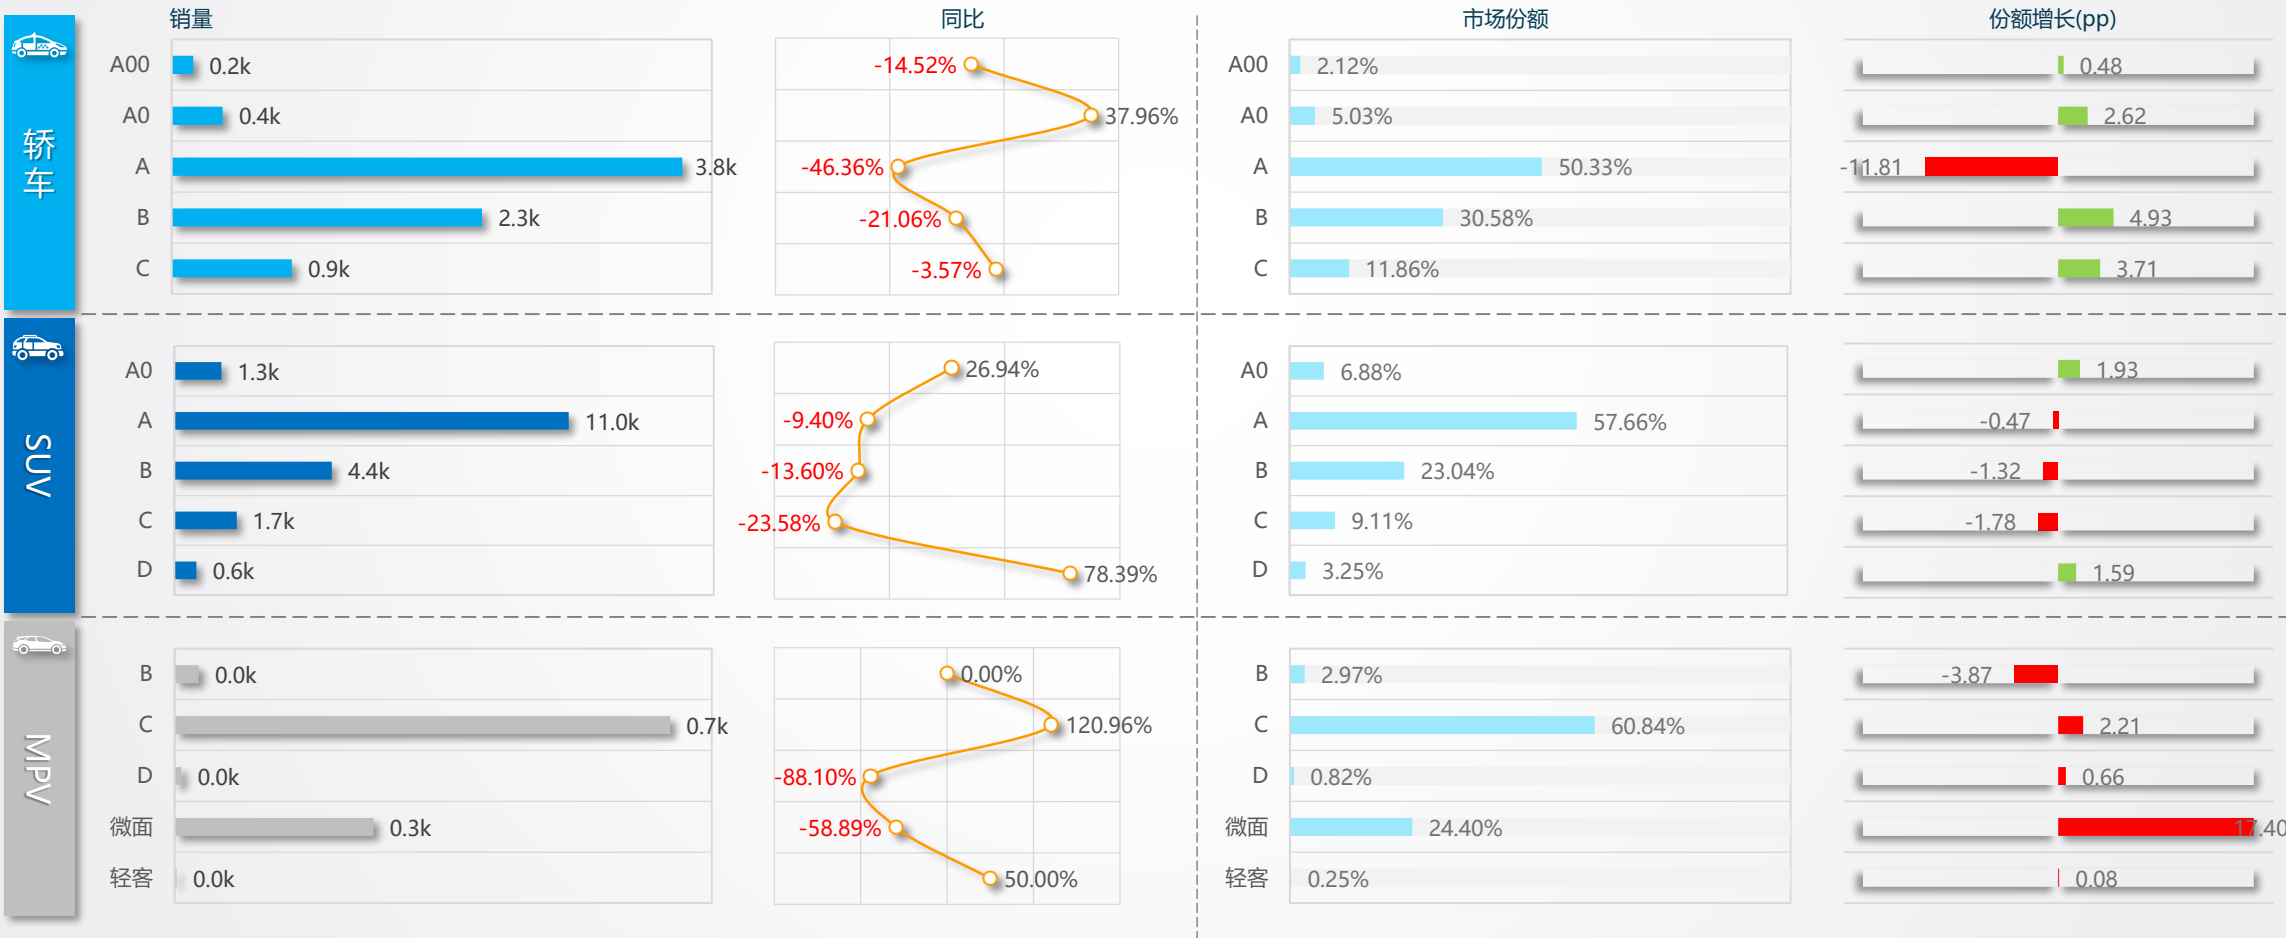 销量 同比 市场份额 份额增长(pp)
轿车
A00 0.2k -14.52% A00 2.12% 0.48
A0 0.4k 37.96% A0 5.03% 2.62
A 3.8k -46.36% A 50.33% -11.81
B 2.3k -21.06% B 30.58% 4.93
C 0.9k -3.57% C 11.86% 3.71
SUV
A0 1.3k 26.94% A0 6.88% 1.93
A 11.0k -9.40% A 57.66% -0.47
B 4.4k -13.60% B 23.04% -1.32
C 1.7k -23.58% C 9.11% -1.78
D 0.6k 78.39% D 3.25% 1.59
MPV
B 0.0k 0.00% B 2.97% -3.87
C 0.7k 120.96% C 60.84% 2.21
D 0.0k -88.10% D 0.82% 0.66
微面 0.3k -58.89% 微面 24.40% 17.40
轻客 0.0k 50.00% 轻客 0.25% 0.08